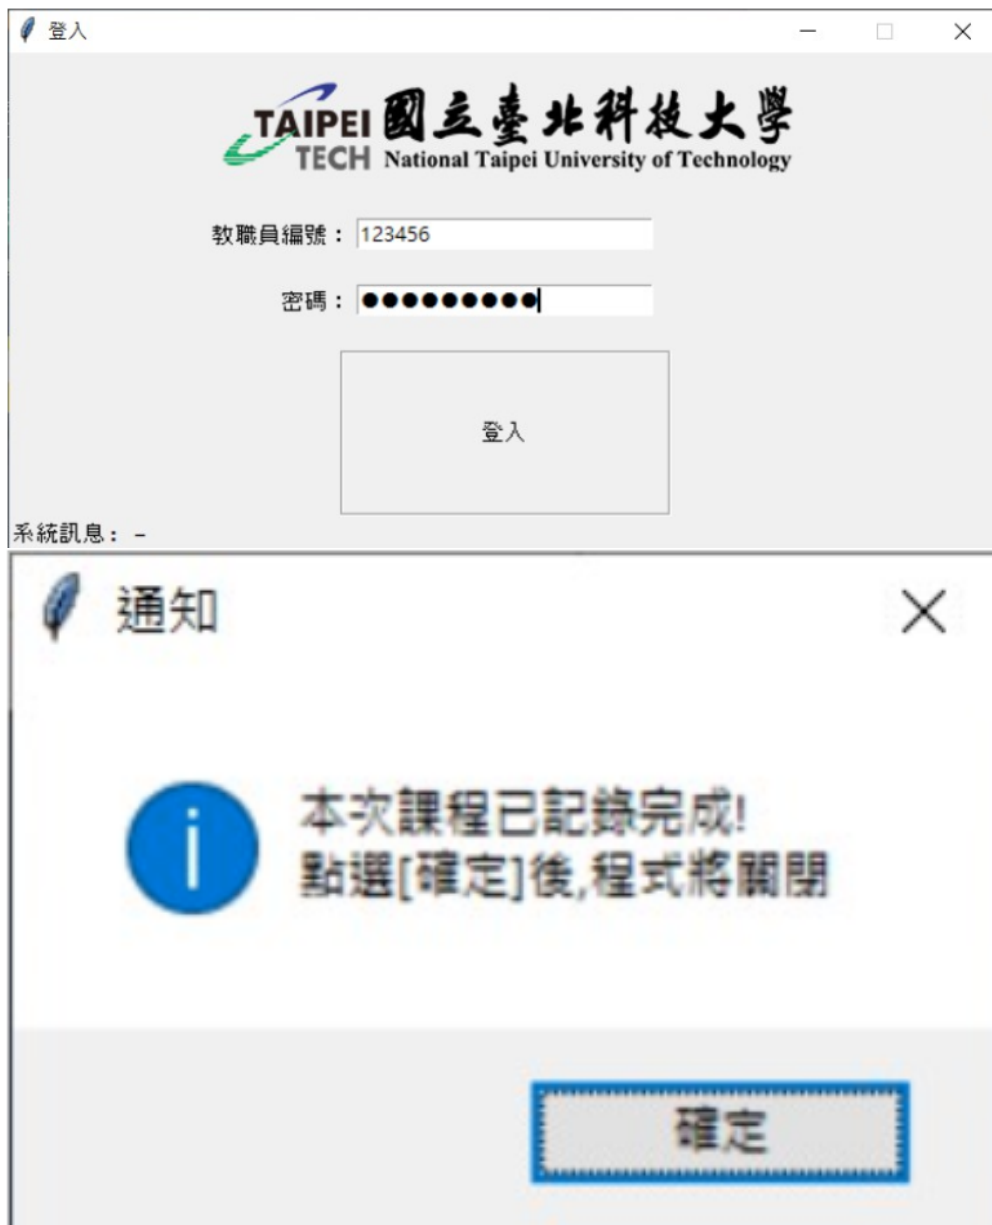 登入
TAIPEI 國立臺北科技大學
TECH National Taipei University of Technology
教職員編號： 123456
密碼： ●●●●●●●●●
登入
系統訊息： -
通知
本次課程已記錄完成!
點選[確定]後,程式將關閉
確定